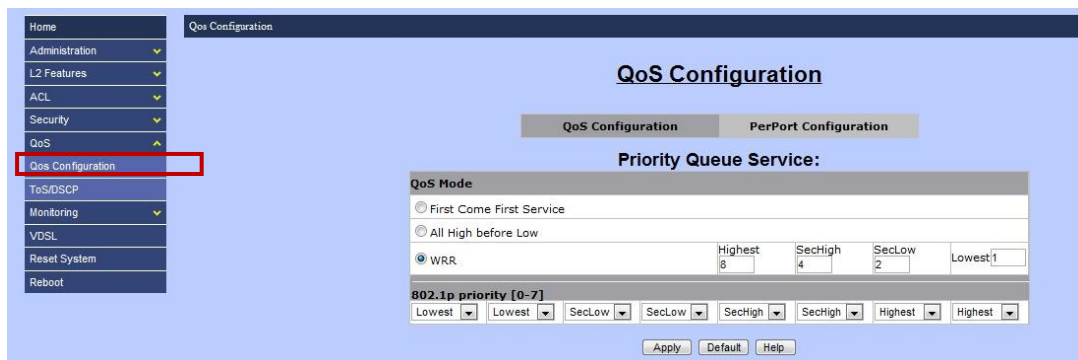 Home
Administration
L2 Features
ACL
Security
QoS
Qos Configuration
ToS/DSCP
Monitoring
VDSL
Reset System
Reboot
Qos Configuration
QoS Configuration
QoS Configuration PerPort Configuration
Priority Queue Service:
QoS Mode
First Come First Service
All High before Low
WRR Highest 8 SecHigh 4 SecLow 2 Lowest 1
802.1p priority [0-7]
Lowest Lowest SecLow SecLow SecHigh SecHigh Highest Highest
Apply Default Help